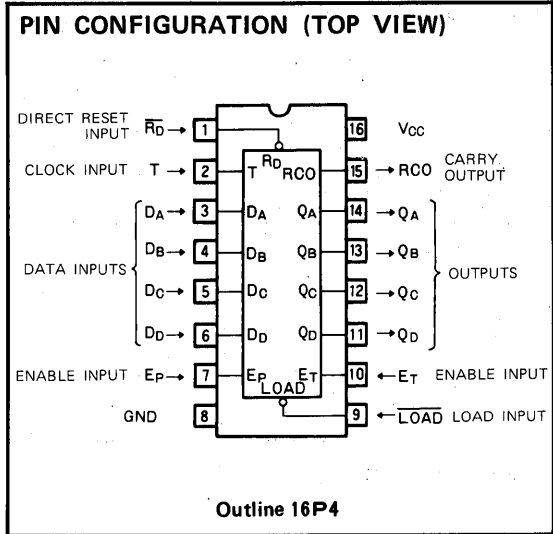 PIN CONFIGURATION (TOP VIEW)
DIRECT RESET INPUT R̅D̅ → 1
16 VCC
CLOCK INPUT T → 2
15 → RCO CARRY OUTPUT
DATA INPUTS
DA → 3
DB → 4
DC → 5
DD → 6
14 → QA
13 → QB
12 → QC
11 → QD
OUTPUTS
ENABLE INPUT EP → 7
10 ← ET ENABLE INPUT
GND 8
9 ← L̅O̅A̅D̅ LOAD INPUT
RD
T RCO
DA QA
DB QB
DC QC
DD QD
EP ET
LOAD
Outline 16P4